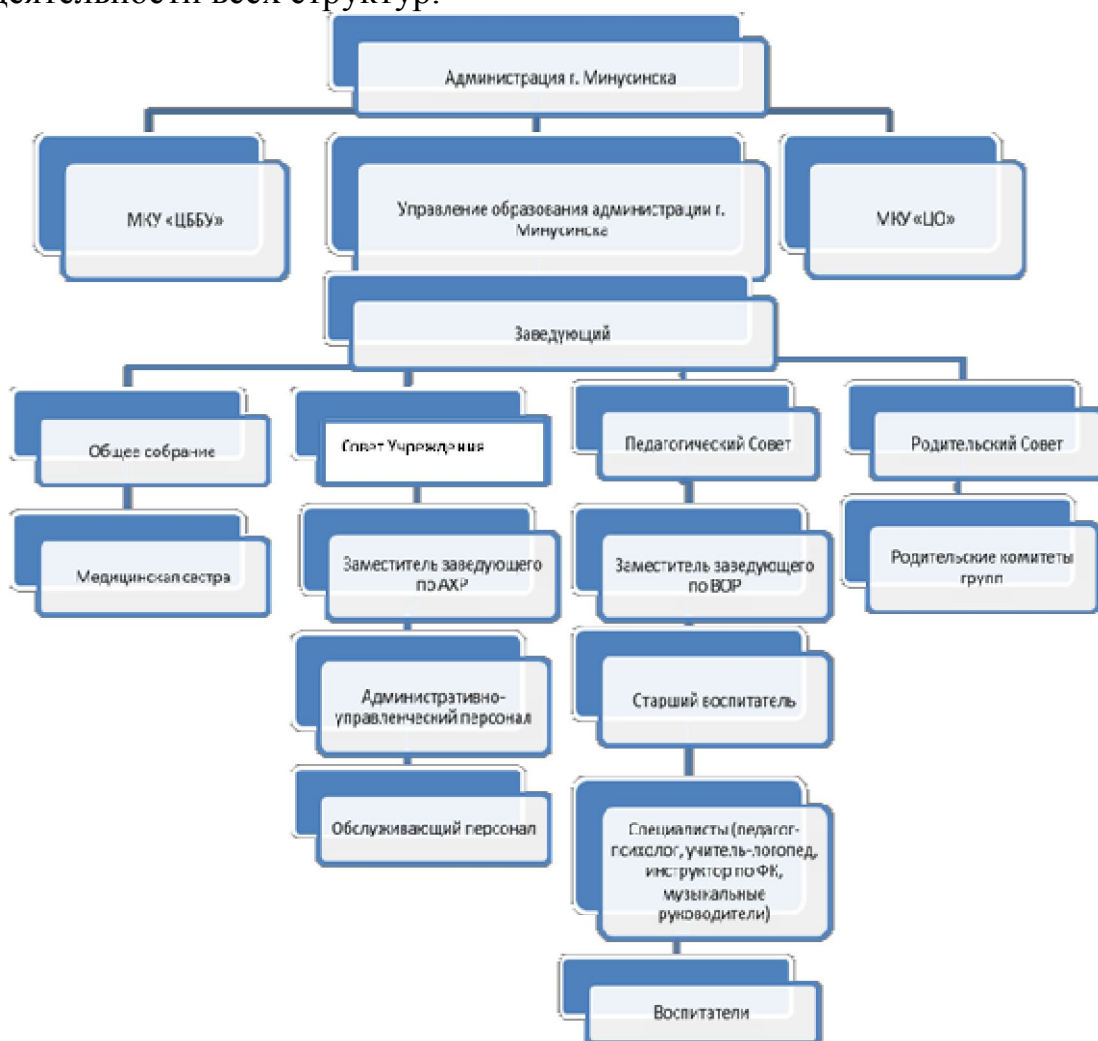 деятельности всех структур.
Администрация г. Минусинска
МКУ «ЦББУ»
Управление образования администрации г.
Минусинска
МКУ «ЦО»
Заведующий
Общее собрание
Совет Учреждения
Педагогический Совет
Родительский Совет
Медицинская сестра
Заместитель заведующего
по АХР
Заместитель заведующего
по ВОР
Родительские комитеты
групп
Административно-
управленческий персонал
Старший воспитатель
Обслуживающий персонал
Специалисты (педагог-
психолог, учитель-логопед,
инструктор по ФК,
музыкальные
руководители)
Воспитатели